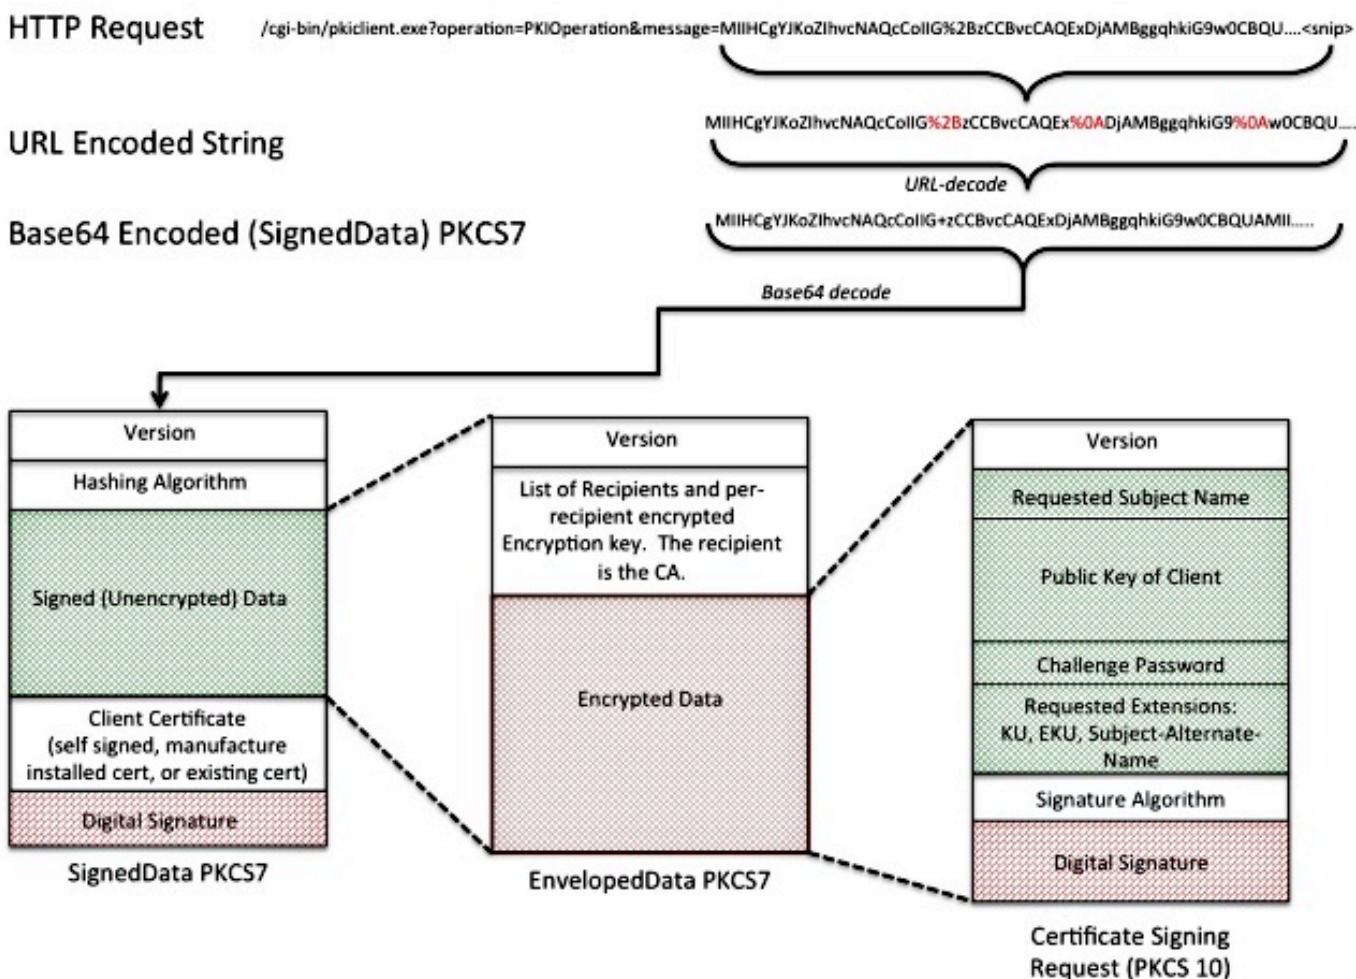 HTTP Request
/cgi-bin/pkiclient.exe?operation=PKIOperation&message=MIIHCgYJKoZIhvcNAQcCoIIG%2BzCCBvcCAQExDjAMBggqhkiG9w0CBQU....<snip>
MIIHCgYJKoZIhvcNAQcCoIIG%2BzCCBvcCAQEx%0ADjAMBggqhkiG9%0Aw0CBQU....
URL Encoded String
URL-decode
Base64 Encoded (SignedData) PKCS7
MIIHCgYJKoZIhvcNAQcCoIIG+zCCBvcCAQExDjAMBggqhkiG9w0CBQUAMII.....
Base64 decode
Version
Hashing Algorithm
Signed (Unencrypted) Data
Client Certificate
(self signed, manufacture
installed cert, or existing cert)
Digital Signature
SignedData PKCS7
Version
List of Recipients and per-
recipient encrypted
Encryption key. The recipient
is the CA.
Encrypted Data
EnvelopedData PKCS7
Version
Requested Subject Name
Public Key of Client
Challenge Password
Requested Extensions:
KU, EKU, Subject-Alternate-
Name
Signature Algorithm
Digital Signature
Certificate Signing
Request (PKCS 10)